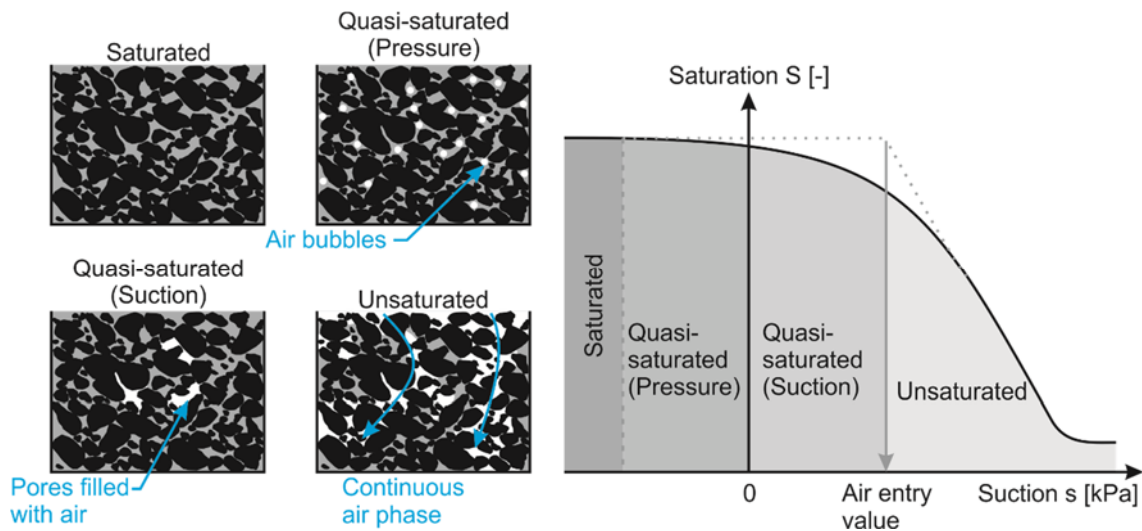 Saturated
Quasi-saturated
(Pressure)
Air bubbles
Quasi-saturated
(Suction)
Unsaturated
Pores filled
with air
Continuous
air phase
Saturation S [-]
Saturated
Quasi-
saturated
(Pressure)
Quasi-
saturated
(Suction)
Unsaturated
0
Air entry
value
Suction s [kPa]